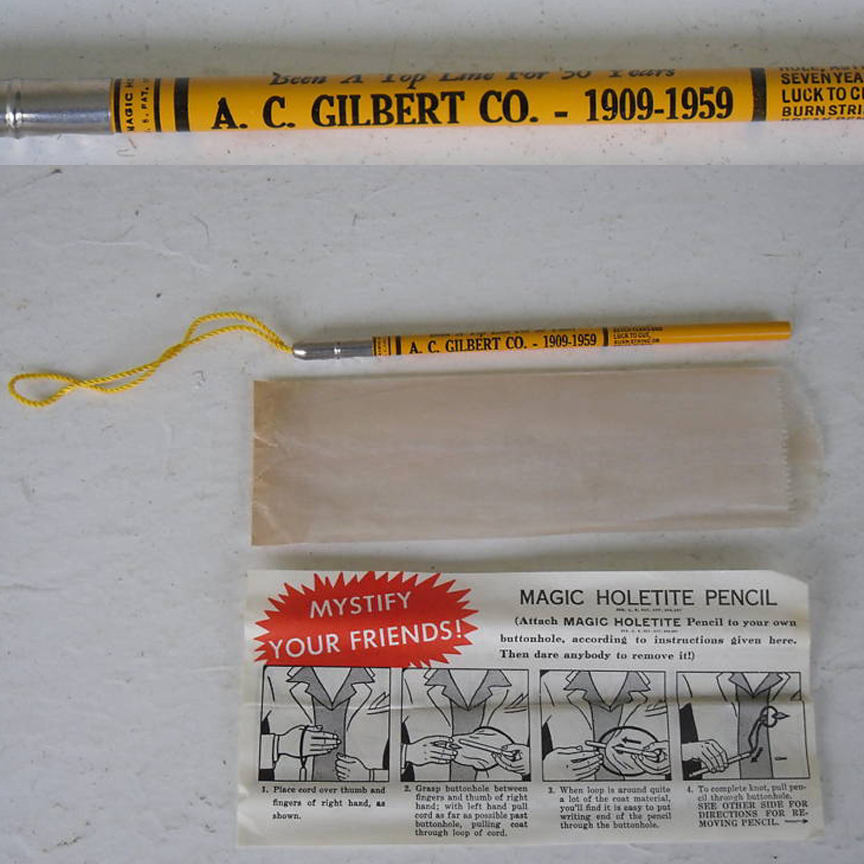 Been A Top Line For 50 Years
A. C. GILBERT CO. - 1909-1959
MAGIC
SEVEN YEA
LUCK TO
BURN STRI
A. C. GILBERT CO. - 1909-1959
LUCK TO CUT,
BURN STRING OR
MYSTIFY
YOUR FRIENDS!
MAGIC HOLETITE PENCIL
(Attach MAGIC HOLETITE Pencil to your own
buttonhole, according to instructions given here.
Then dare anybody to remove it!)
1. Place cord over thumb and
fingers of right hand, as
shown.
2. Grasp buttonhole between
fingers and thumb of right
hand; with left hand pull
cord as far as possible past
buttonhole, pulling coat
through loop of cord.
3. When loop is around quite
a lot of the coat material,
you'll find it is easy to put
writing end of the pencil
through the buttonhole.
4. To complete knot, pull pen-
cil through buttonhole.
SEE OTHER SIDE FOR
DIRECTIONS FOR RE-
MOVING PENCIL.